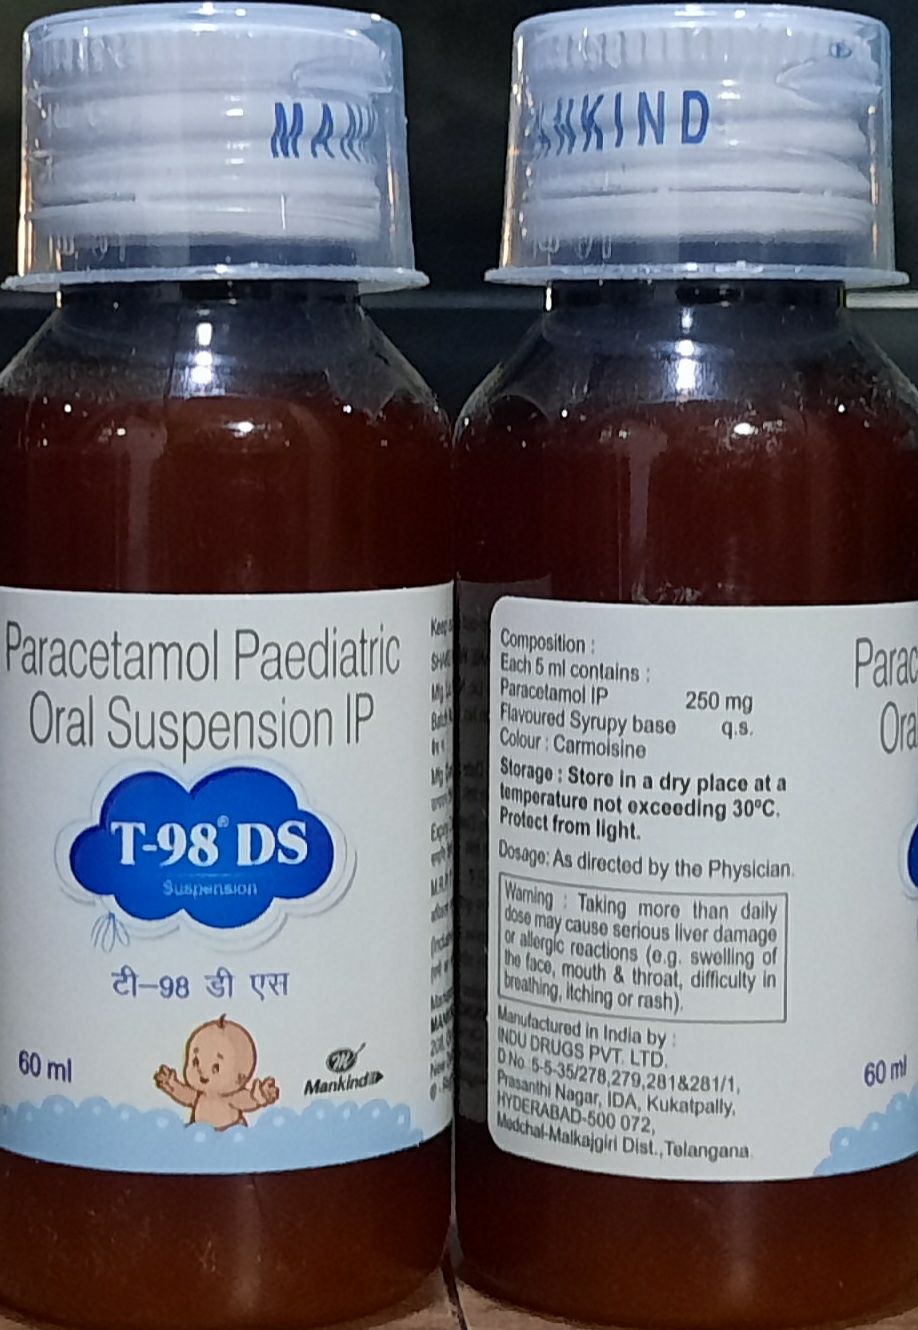 MAN
ANKIND
Paracetamol Paediatric
Oral Suspension IP
T-98® DS
Suspension
टी-98 डी एस
60 ml
Mankind
Composition :
Each 5 ml contains :
Paracetamol IP 250 mg
Flavoured Syrupy base q.s.
Colour : Carmoisine
Storage : Store in a dry place at a
temperature not exceeding 30°C.
Protect from light.
Dosage: As directed by the Physician.
Warning : Taking more than daily
dose may cause serious liver damage
or allergic reactions (e.g. swelling of
the face, mouth & throat, difficulty in
breathing, itching or rash).
Manufactured in India by :
INDU DRUGS PVT. LTD.
D.No. 5-5-35/278,279,281&281/1,
Prasanthi Nagar, IDA, Kukatpally,
HYDERABAD-500 072,
Medchal-Malkajgiri Dist., Telangana.
Parac
Ora
60 ml